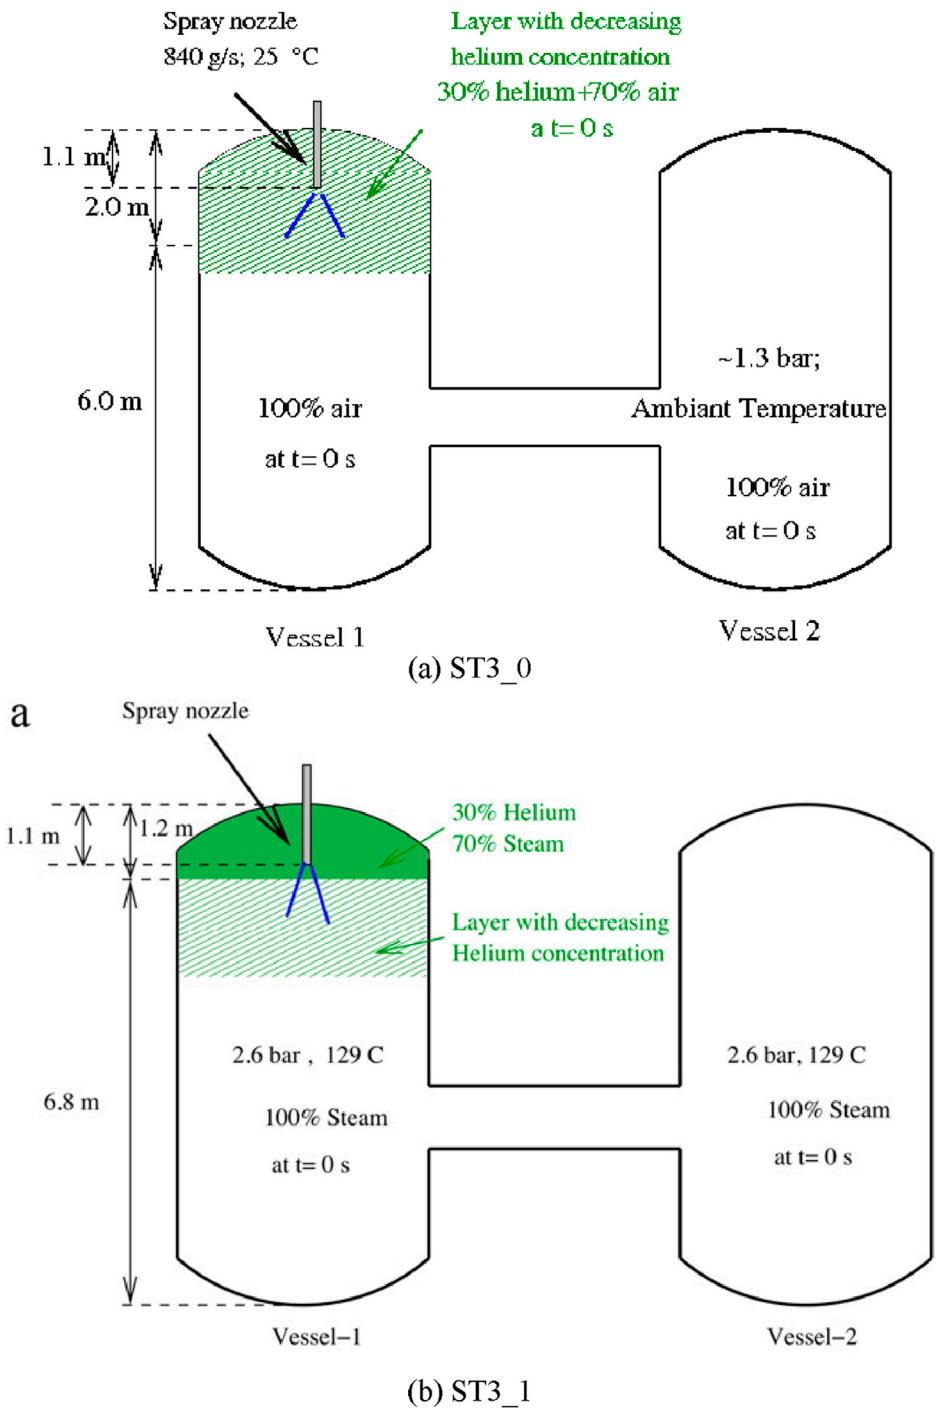 Spray nozzle
840 g/s; 25 °C
Layer with decreasing
helium concentration
30% helium+70% air
a t= 0 s
1.1 m
2.0 m
6.0 m
100% air
at t= 0 s
~1.3 bar;
Ambiant Temperature
100% air
at t= 0 s
Vessel 1
Vessel 2
(a) ST3_0
a
Spray nozzle
1.1 m
1.2 m
30% Helium
70% Steam
Layer with decreasing
Helium concentration
2.6 bar , 129 C
100% Steam
at t= 0 s
2.6 bar, 129 C
100% Steam
at t= 0 s
6.8 m
Vessel-1
Vessel-2
(b) ST3_1